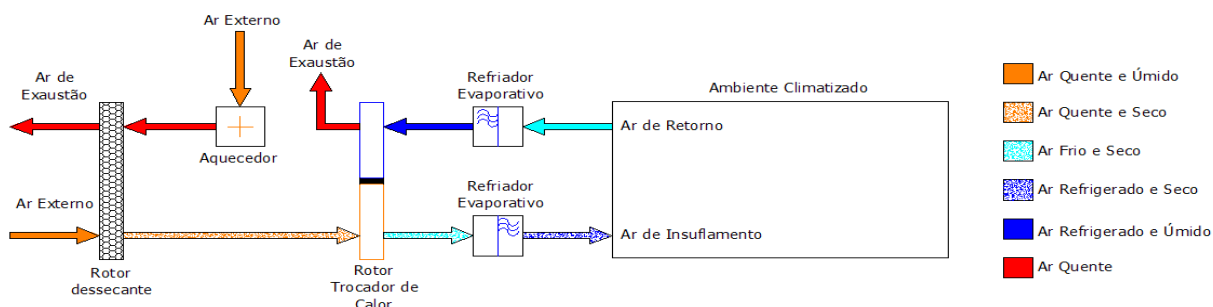 Ar Externo
Ar de
Exaustão
Ar de
Exaustão
Refriador
Evaporativo
Ambiente Climatizado
Ar de Retorno
Aquecedor
Ar Externo
Refriador
Evaporativo
Ar de Insuflamento
Rotor
dessecante
Rotor
Trocador de
Calor
Ar Quente e Úmido
Ar Quente e Seco
Ar Frio e Seco
Ar Refrigerado e Seco
Ar Refrigerado e Úmido
Ar Quente